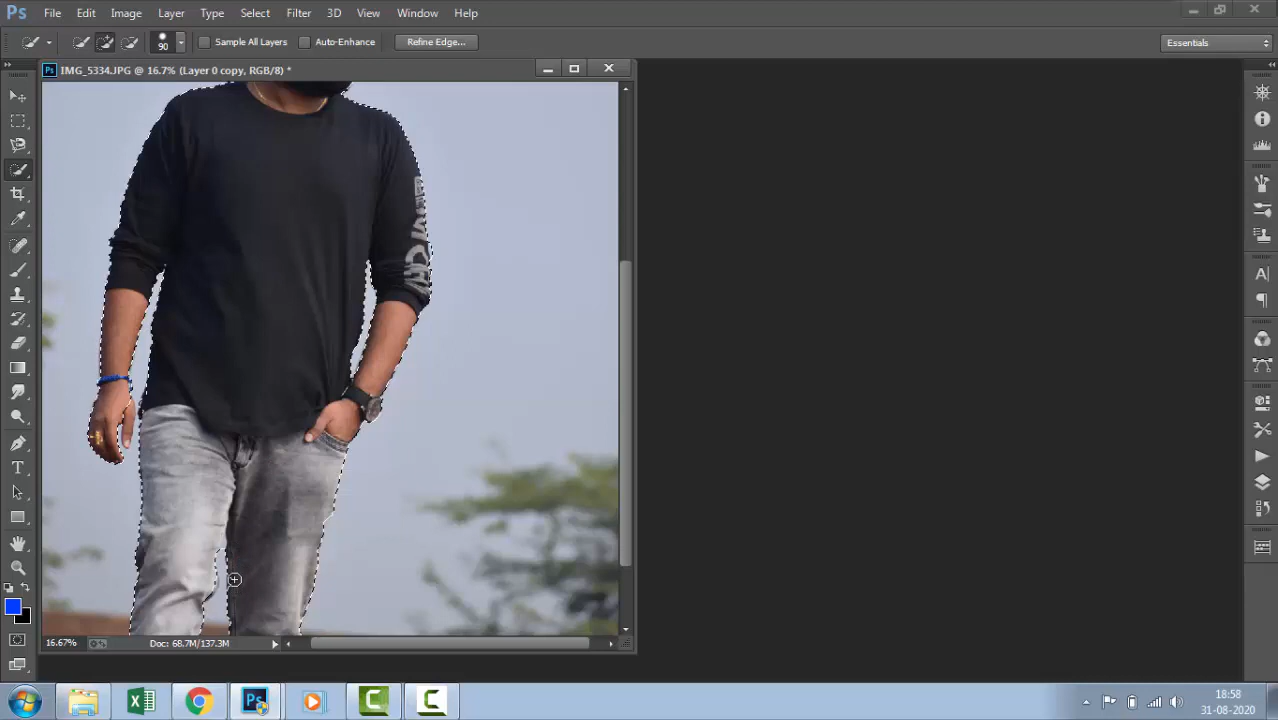 Ps File Edit Image Layer Type Select Filter 3D View Window Help
90 Sample All Layers Auto-Enhance Refine Edge... Essentials
Ps IMG_5334.JPG @ 16.7% (Layer 0 copy, RGB/8) *
16.67% Doc: 68.7M/137.3M
18:58
31-08-2020